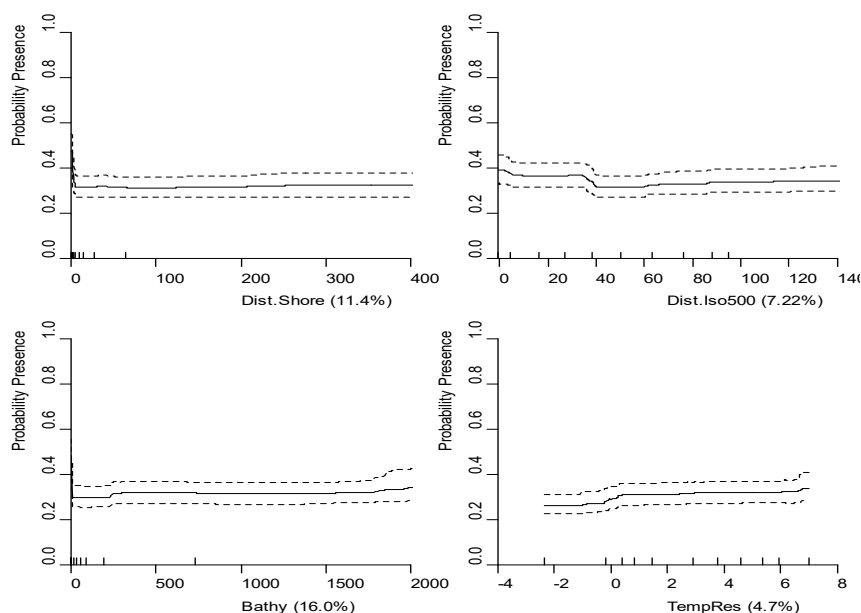 Probability Presence
1.0
0.8
0.6
0.4
0.2
0.0
0 100 200 300 400
Dist.Shore (11.4%)
Probability Presence
1.0
0.8
0.6
0.4
0.2
0.0
0 20 40 60 80 100 120 140
Dist.Iso500 (7.22%)
Probability Presence
1.0
0.8
0.6
0.4
0.2
0.0
0 500 1000 1500 2000
Bathy (16.0%)
Probability Presence
1.0
0.8
0.6
0.4
0.2
0.0
-4 -2 0 2 4 6 8
TempRes (4.7%)